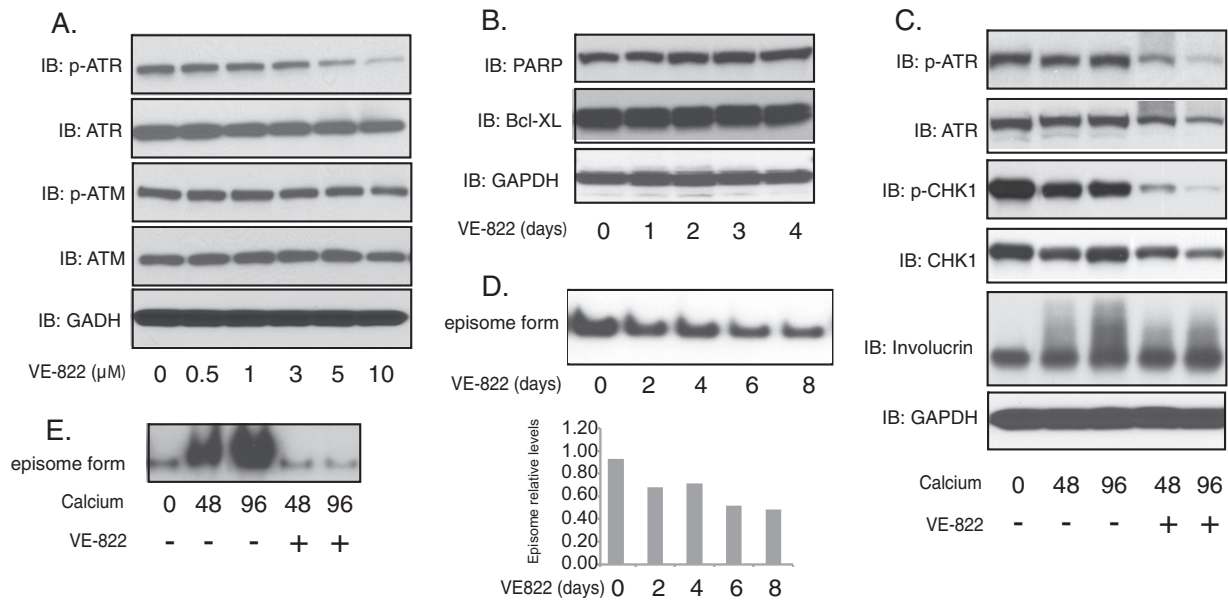 A.
IB: p-ATR
IB: ATR
IB: p-ATM
IB: ATM
IB: GADH
VE-822 (µM) 0 0.5 1 3 5 10
B.
IB: PARP
IB: Bcl-XL
IB: GAPDH
VE-822 (days) 0 1 2 3 4
C.
IB: p-ATR
IB: ATR
IB: p-CHK1
IB: CHK1
IB: Involucrin
IB: GAPDH
Calcium 0 48 96 48 96
VE-822 - - - + +
D.
episome form
VE-822 (days) 0 2 4 6 8
Episome relative levels
1.20
1.00
0.80
0.60
0.40
0.20
0.00
VE822 (days) 0 2 4 6 8
E.
episome form
Calcium 0 48 96 48 96
VE-822 - - - + +